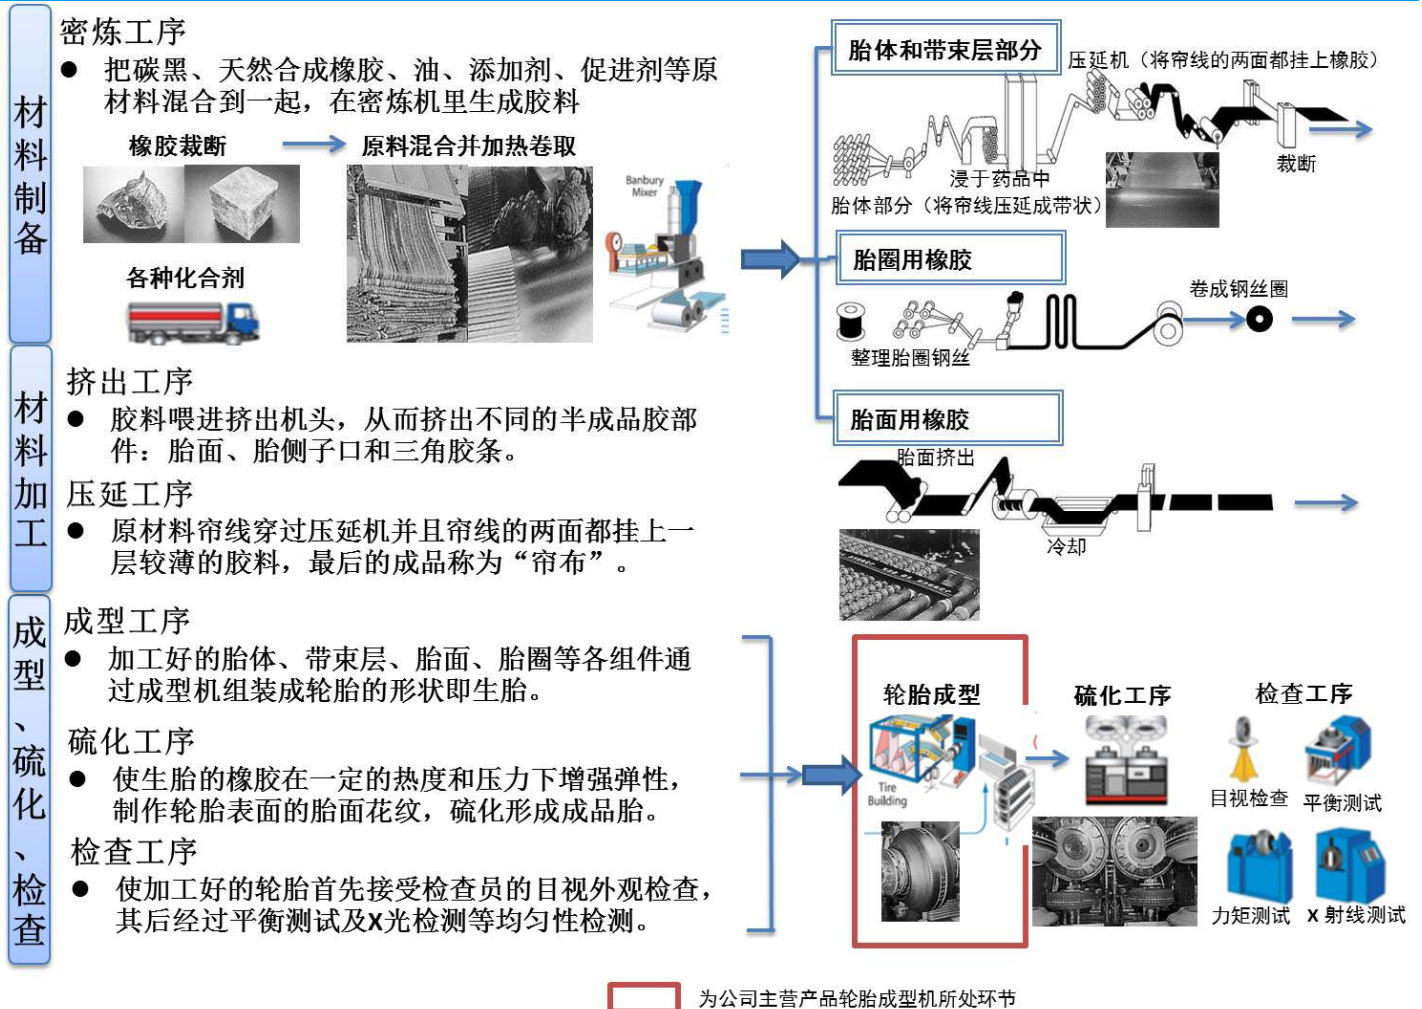 材料制备
密炼工序
● 把碳黑、天然合成橡胶、油、添加剂、促进剂等原
材料混合到一起，在密炼机里生成胶料
橡胶裁断
原料混合并加热卷取
Banbury
Mixer
各种化合剂
胎体和带束层部分
压延机（将帘线的两面都挂上橡胶）
浸于药品中
裁断
胎体部分（将帘线压延成带状）
胎圈用橡胶
卷成钢丝圈
整理胎圈钢丝
胎面用橡胶
胎面挤出
冷却
材料加工
挤出工序
● 胶料喂进挤出机头，从而挤出不同的半成品胶部
件：胎面、胎侧子口和三角胶条。
压延工序
● 原材料帘线穿过压延机并且帘线的两面都挂上一
层较薄的胶料，最后的成品称为“帘布”。
成型、硫化、检查
成型工序
● 加工好的胎体、带束层、胎面、胎圈等各组件通
过成型机组装成轮胎的形状即生胎。
硫化工序
● 使生胎的橡胶在一定的热度和压力下增强弹性，
制作轮胎表面的胎面花纹，硫化形成成品胎。
检查工序
● 使加工好的轮胎首先接受检查员的目视外观检查，
其后经过平衡测试及X光检测等均匀性检测。
轮胎成型
Tire
Building
硫化工序
检查工序
目视检查
平衡测试
力矩测试
X 射线测试
为公司主营产品轮胎成型机所处环节